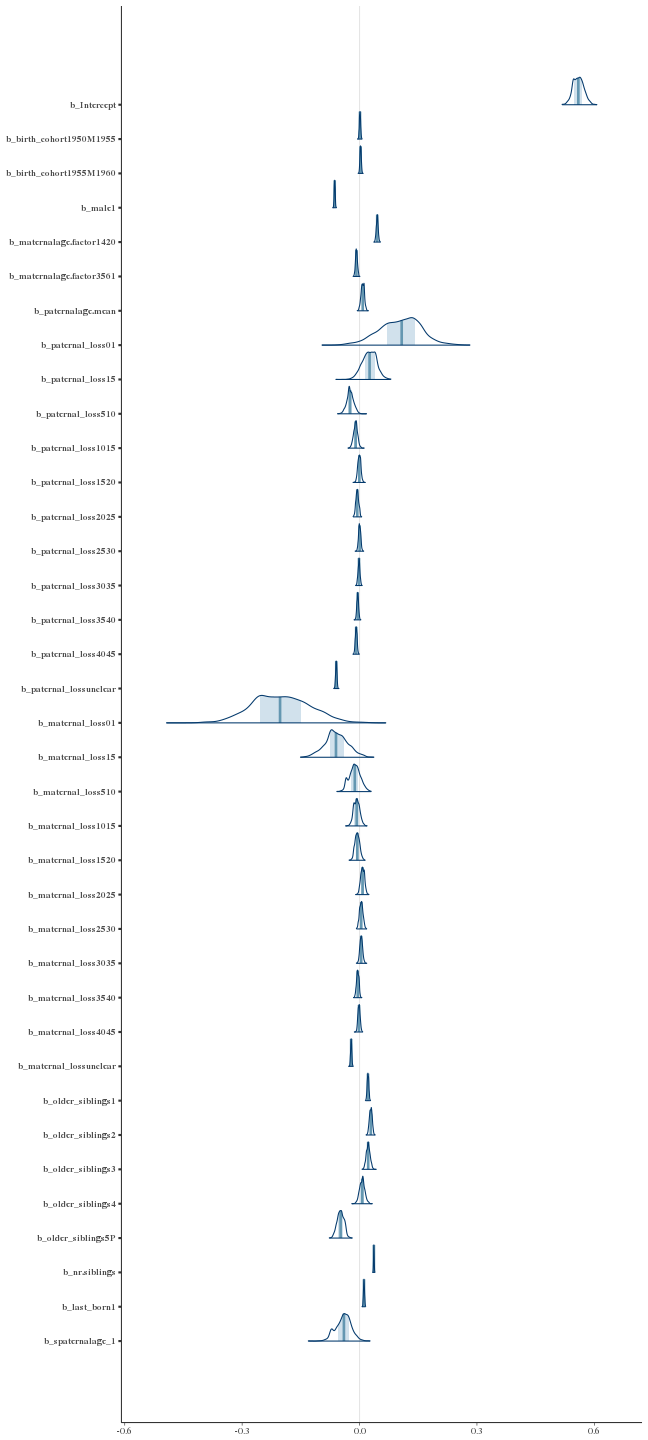 b_Intercept
b_birth_cohort1950M1955
b_birth_cohort1955M1960
b_male1
b_maternalage.factor1420
b_maternalage.factor3561
b_paternalage.mean
b_paternal_loss01
b_paternal_loss15
b_paternal_loss510
b_paternal_loss1015
b_paternal_loss1520
b_paternal_loss2025
b_paternal_loss2530
b_paternal_loss3035
b_paternal_loss3540
b_paternal_loss4045
b_paternal_lossunclear
b_maternal_loss01
b_maternal_loss15
b_maternal_loss510
b_maternal_loss1015
b_maternal_loss1520
b_maternal_loss2025
b_maternal_loss2530
b_maternal_loss3035
b_maternal_loss3540
b_maternal_loss4045
b_maternal_lossunclear
b_older_siblings1
b_older_siblings2
b_older_siblings3
b_older_siblings4
b_older_siblings5P
b_nr.siblings
b_last_born1
b_spaternalage_1
-0.6 -0.3 0.0 0.3 0.6